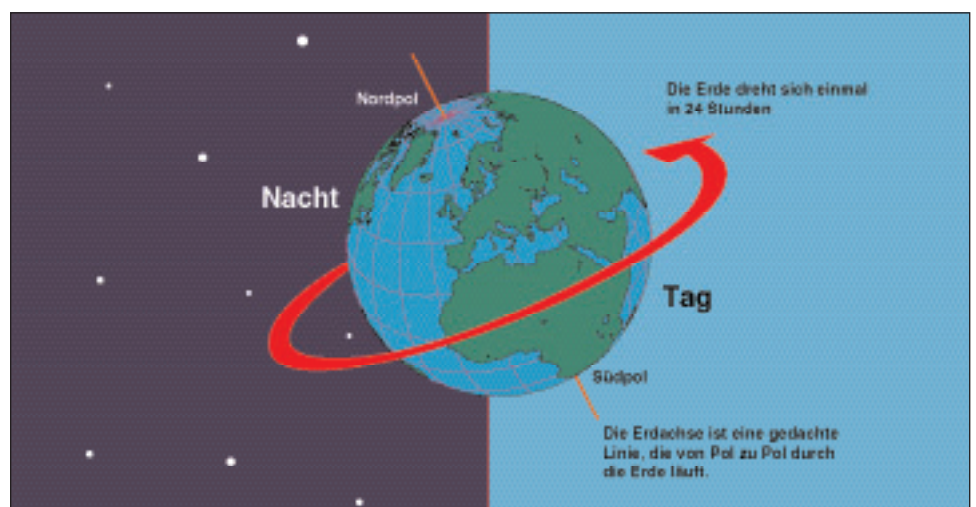 Nordpol
Die Erde dreht sich einmal
in 24 Stunden
Nacht
Tag
Südpol
Die Erdachse ist eine gedachte
Linie, die von Pol zu Pol durch
die Erde läuft.